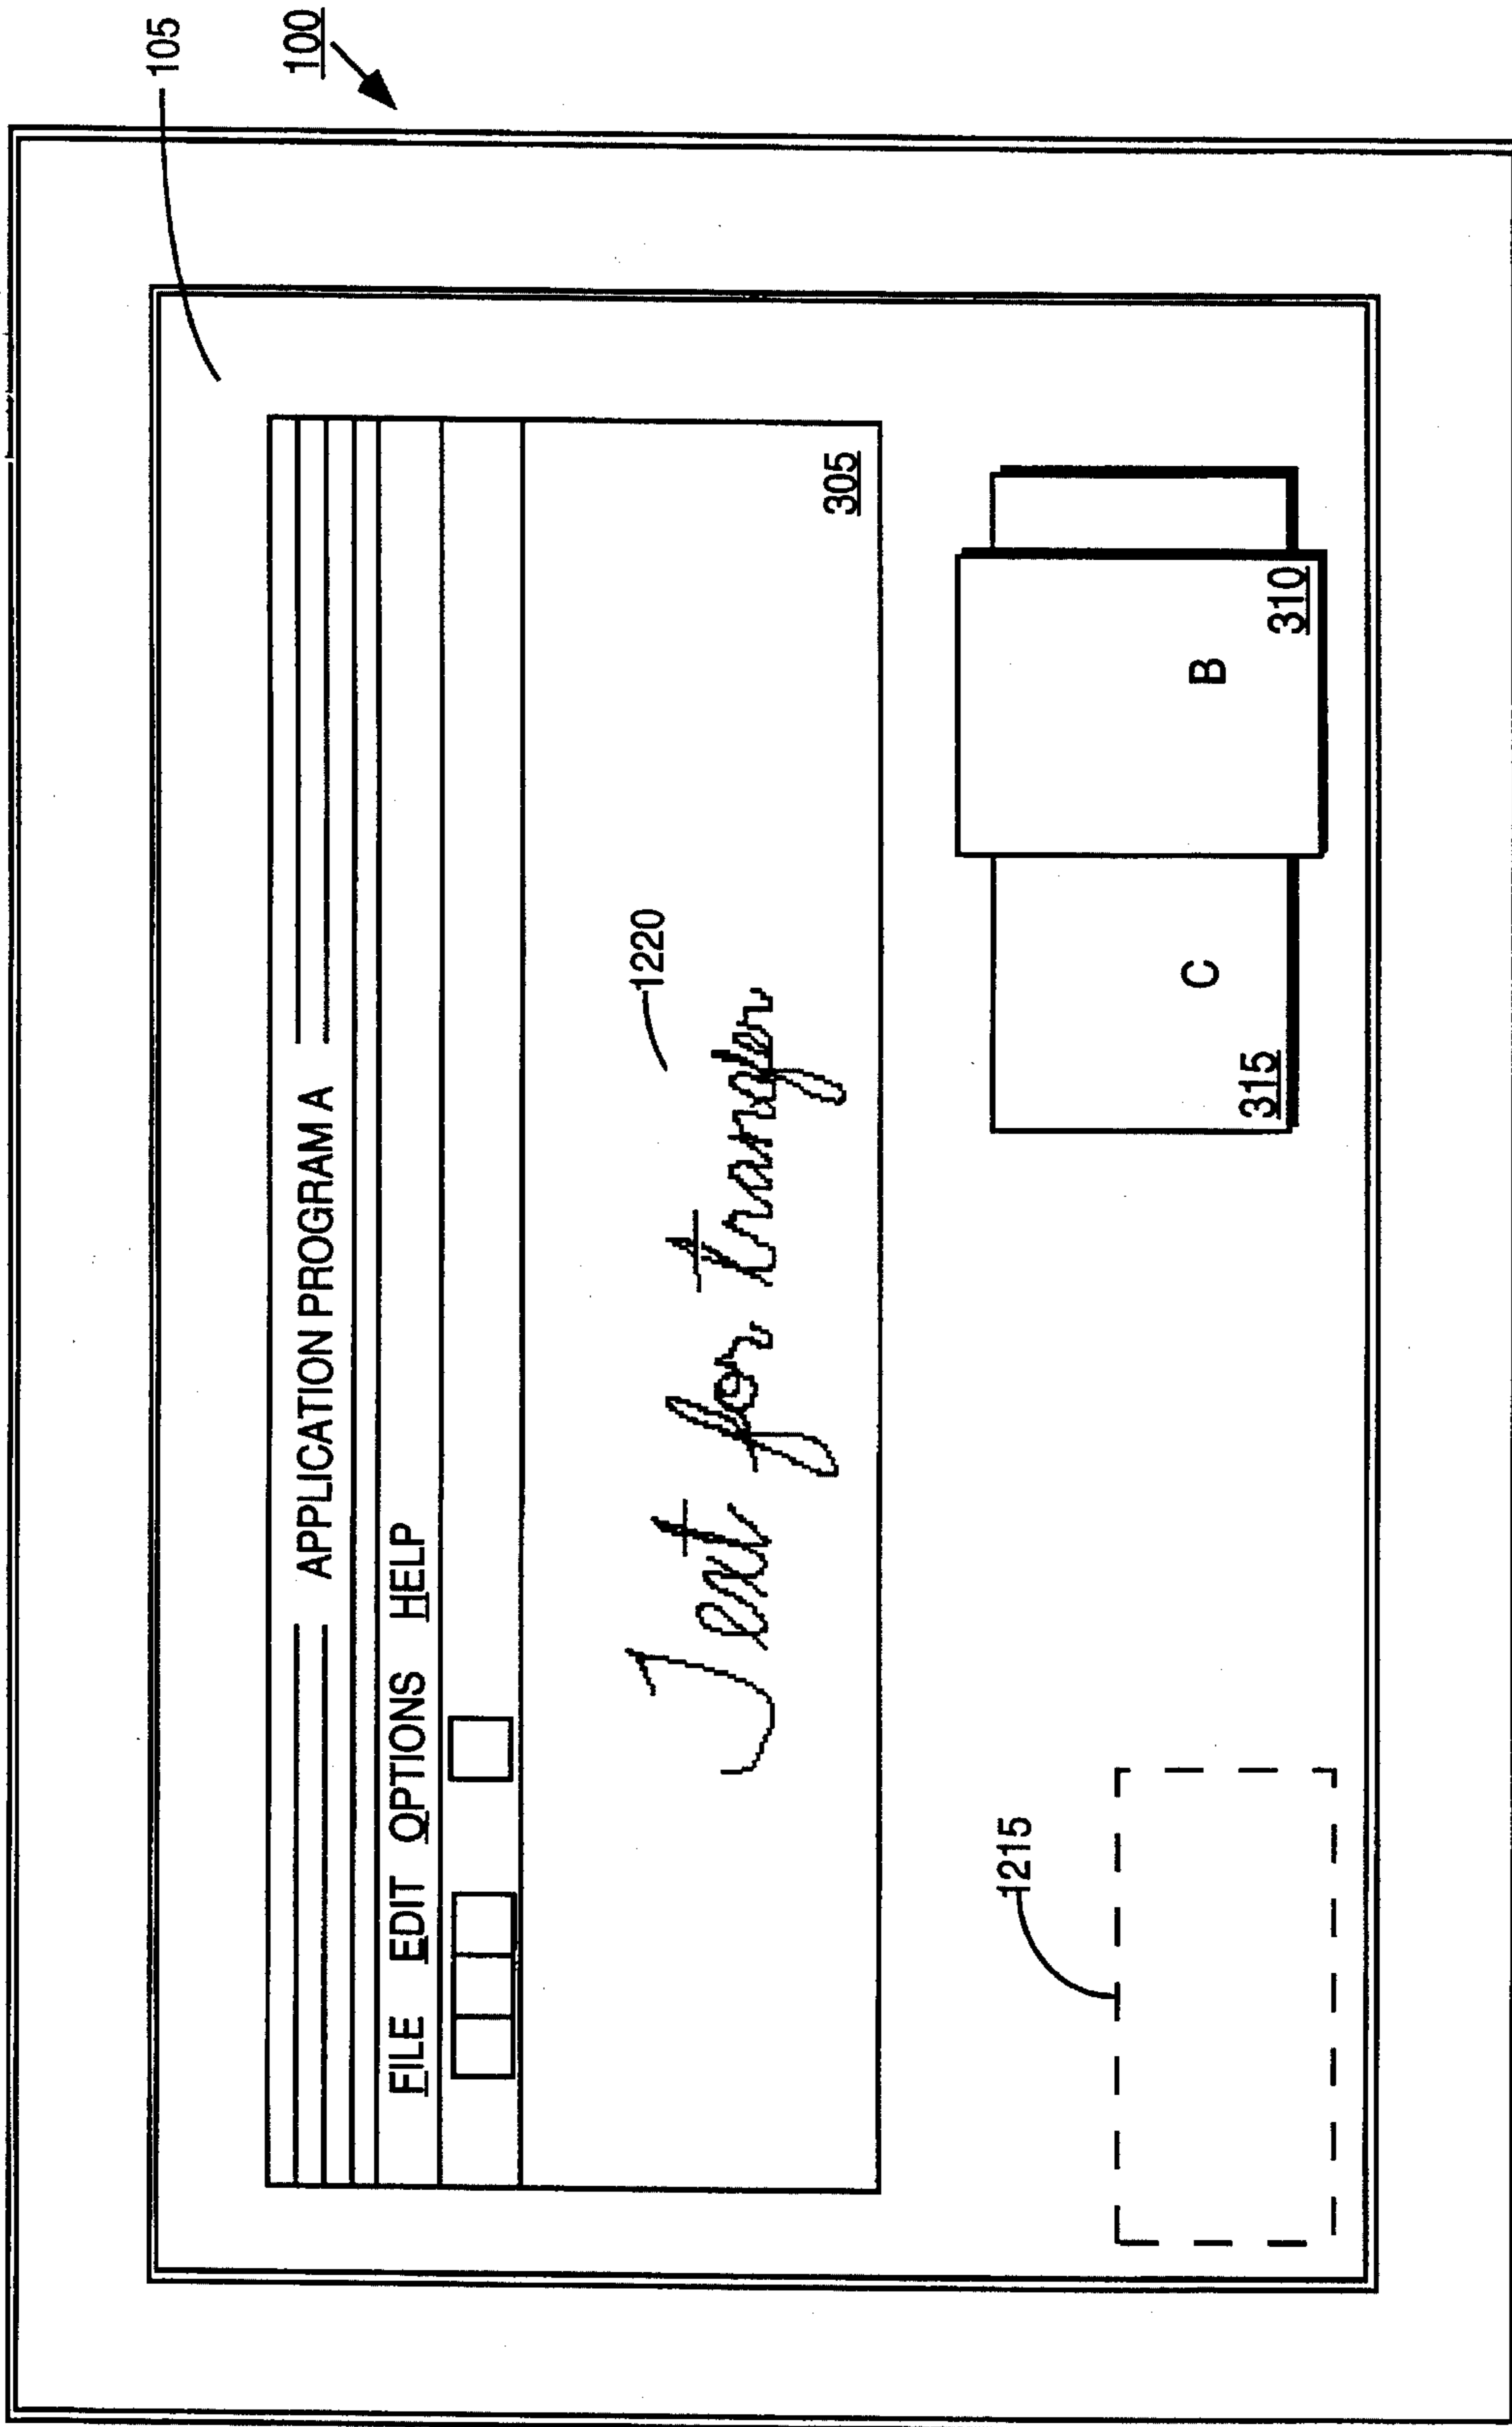 105
100
APPLICATION PROGRAM A
FILE EDIT OPTIONS HELP
1220
Text for transfer
305
1215
C
B
315
310